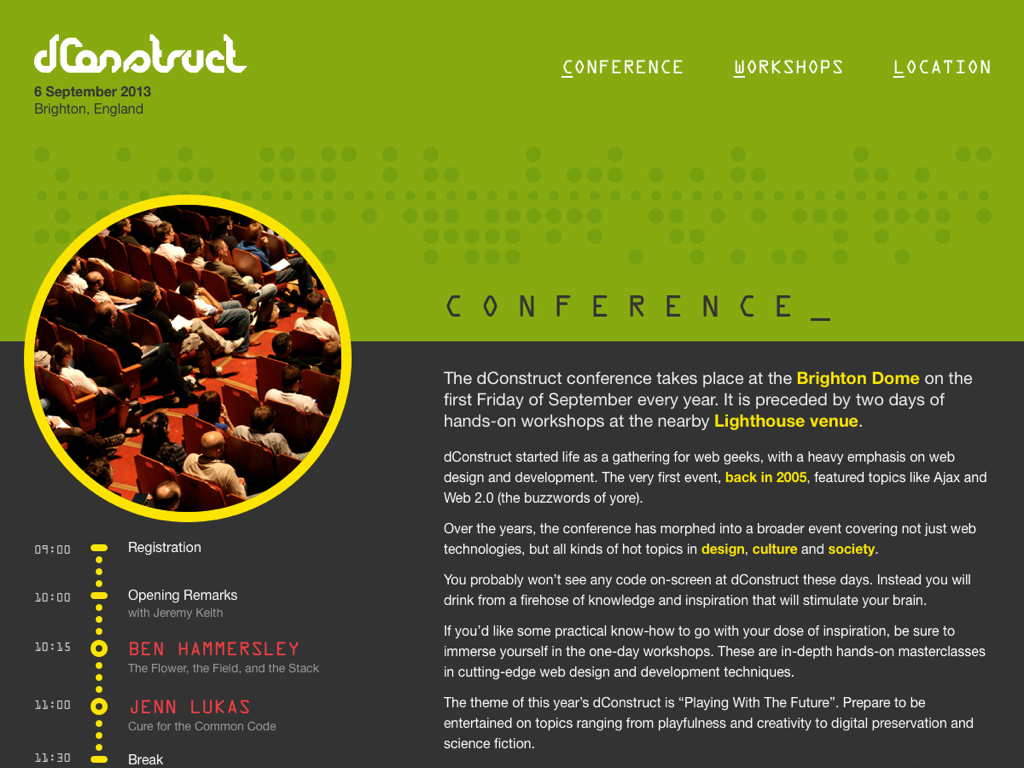 dConstruct
6 September 2013
Brighton, England
CONFERENCE WORKSHOPS LOCATION
CONFERENCE_
The dConstruct conference takes place at the Brighton Dome on the
first Friday of September every year. It is preceded by two days of
hands-on workshops at the nearby Lighthouse venue.
dConstruct started life as a gathering for web geeks, with a heavy emphasis on web
design and development. The very first event, back in 2005, featured topics like Ajax and
Web 2.0 (the buzzwords of yore).
Over the years, the conference has morphed into a broader event covering not just web
technologies, but all kinds of hot topics in design, culture and society.
You probably won’t see any code on-screen at dConstruct these days. Instead you will
drink from a firehose of knowledge and inspiration that will stimulate your brain.
If you’d like some practical know-how to go with your dose of inspiration, be sure to
immerse yourself in the one-day workshops. These are in-depth hands-on masterclasses
in cutting-edge web design and development techniques.
The theme of this year’s dConstruct is “Playing With The Future”. Prepare to be
entertained on topics ranging from playfulness and creativity to digital preservation and
science fiction.
09:00 Registration
10:00 Opening Remarks
with Jeremy Keith
10:15 BEN HAMMERSLEY
The Flower, the Field, and the Stack
11:00 JENN LUKAS
Cure for the Common Code
11:30 Break